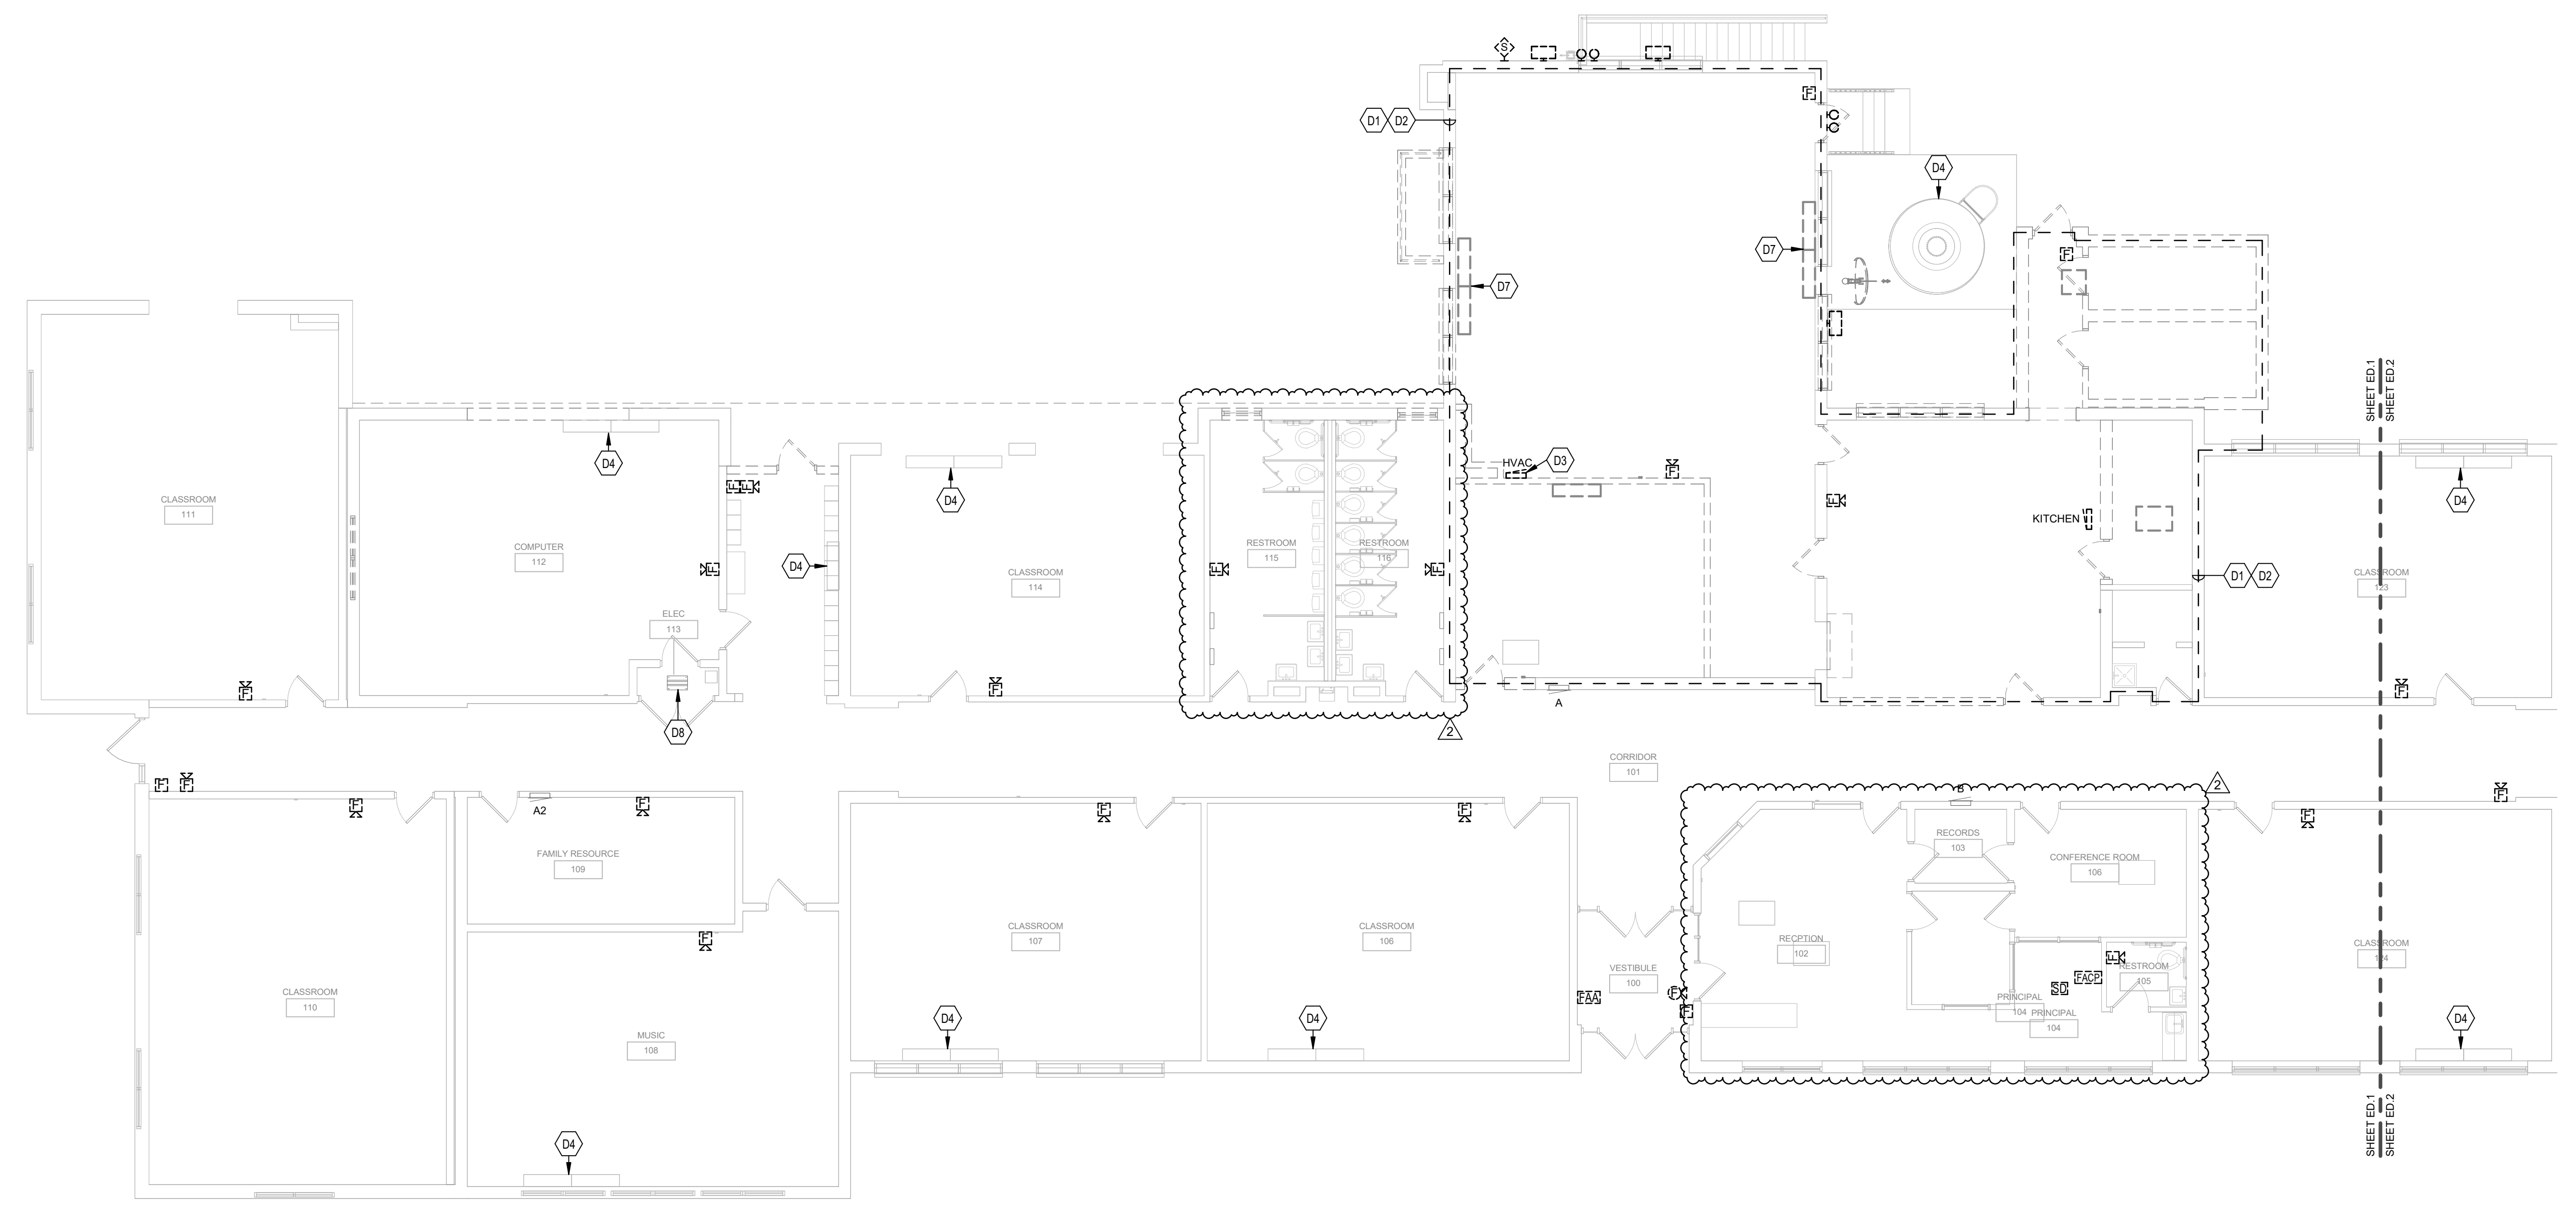 S
F
D1 D2
D4
D7
F
D7
SHEET ED.1
SHEET ED.2
D4
HVAC
D3
F
D4
D4
CLASSROOM
111
F F
F
KITCHEN
COMPUTER
112
F
D4
RESTROOM
115
F
RESTROOM
116
F
CLASSROOM
114
D1 D2
CLASSROOM
123
ELEC
113
F
F
F
A
D8
2
CORRIDOR
101
F
F
2
B
F
F
A2
F
F
F
F
RECORDS
103
FAMILY RESOURCE
109
CONFERENCE ROOM
106
CLASSROOM
107
CLASSROOM
106
F
RECPTION
102
CLASSROOM
124
F
RESTROOM
105
VESTIBULE
100
FACP
SD
FAA
F
F
CLASSROOM
110
PRINCIPAL
104
PRINCIPAL
104
D4
D4
D4
MUSIC
108
SHEET ED.1
SHEET ED.2
D4